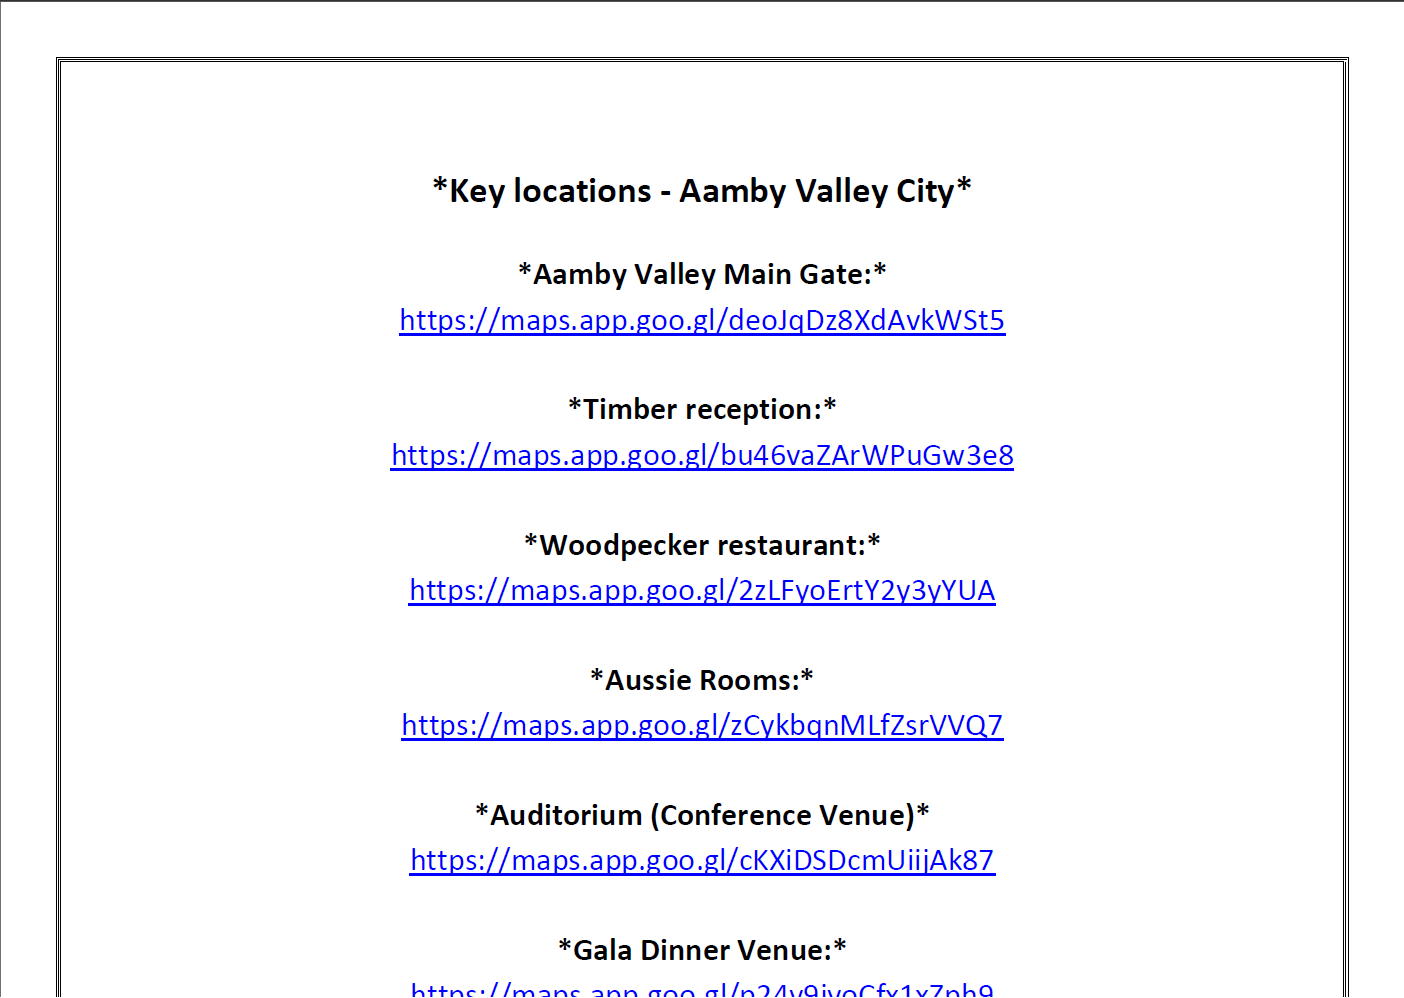 *Key locations - Aamby Valley City*
*Aamby Valley Main Gate:*
https://maps.app.goo.gl/deoJqDz8XdAvkWSt5
*Timber reception:*
https://maps.app.goo.gl/bu46vaZArWPuGw3e8
*Woodpecker restaurant:*
https://maps.app.goo.gl/2zLFyoErtY2y3yYUA
*Aussie Rooms:*
https://maps.app.goo.gl/zCykbqnMLfZsrVVQ7
*Auditorium (Conference Venue)*
https://maps.app.goo.gl/cKXiDSDcmUiijAk87
*Gala Dinner Venue:*